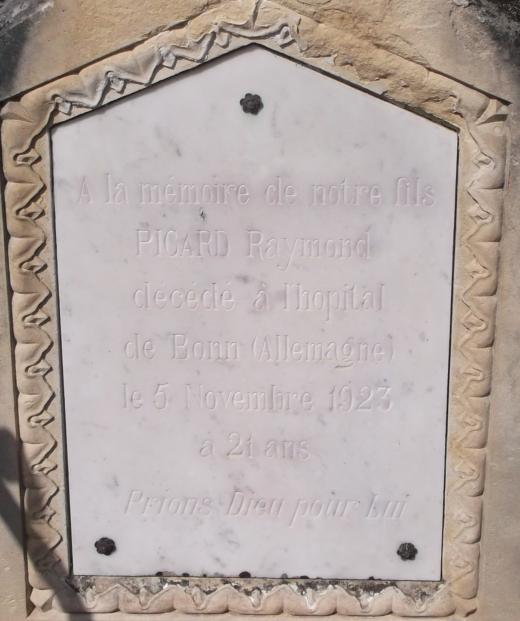 A la mémoire de notre fils
PICARD Raymond
décédé à l'hopital
de Bonn (Allemagne)
le 5 Novembre 1923
à 21 ans
Prions Dieu pour Lui